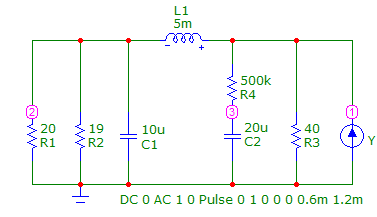 L1
5m
- +
500k
R4
2 3 1
20 19 10u 20u 40 Y
R1 R2 C1 C2 R3
DC 0 AC 1 0 Pulse 0 1 0 0 0 0.6m 1.2m